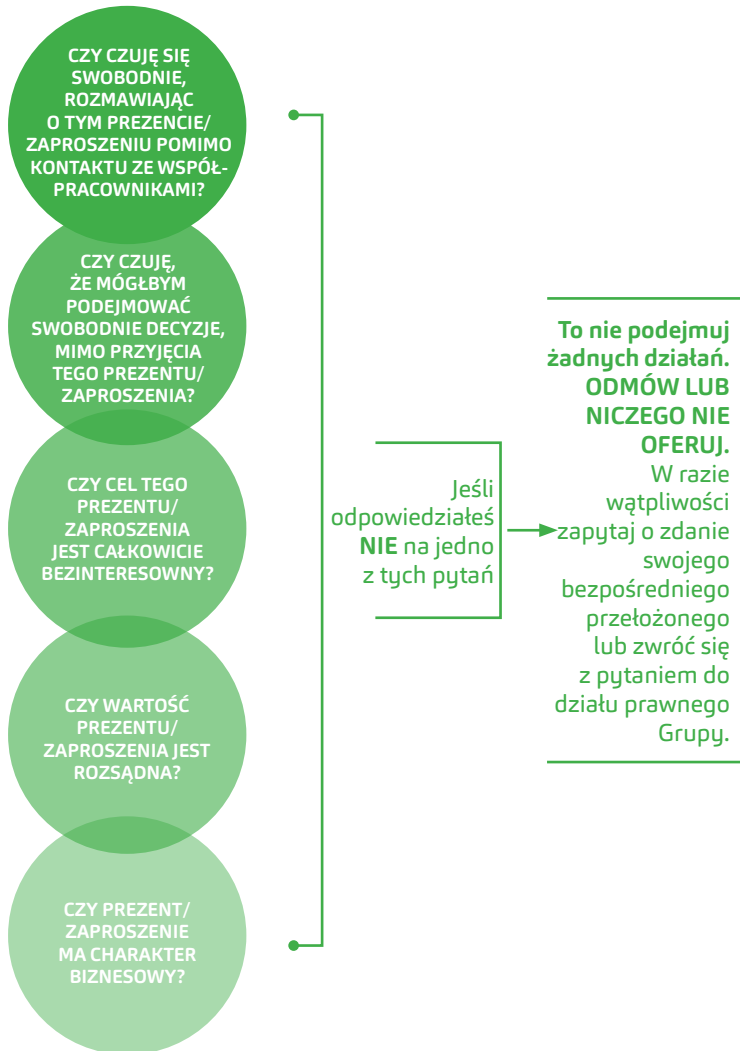 CZY CZUJĘ SIĘ
SWOBODNIE,
ROZMAWIAJĄC
O TYM PREZENCIE/
ZAPROSZENIU POMIMO
KONTAKTU ZE WSPÓŁ-
PRACOWNIKAMI?
CZY CZUJĘ,
ŻE MÓGŁBYM
PODEJMOWAĆ
SWOBODNIE DECYZJE,
MIMO PRZYJĘCIA
TEGO PREZENTU/
ZAPROSZENIA?
CZY CEL TEGO
PREZENTU/
ZAPROSZENIA
JEST CAŁKOWICIE
BEZINTERESOWNY?
CZY WARTOŚĆ
PREZENTU/
ZAPROSZENIA JEST
ROZSĄDNA?
CZY PREZENT/
ZAPROSZENIE
MA CHARAKTER
BIZNESOWY?
Jeśli
odpowiedziałeś
NIE na jedno
z tych pytań
To nie podejmuj
żadnych działań.
ODMÓW LUB
NICZEGO NIE
OFERUJ.
W razie
wątpliwości
zapytaj o zdanie
swojego
bezpośredniego
przełożonego
lub zwróć się
z pytaniem do
działu prawnego
Grupy.